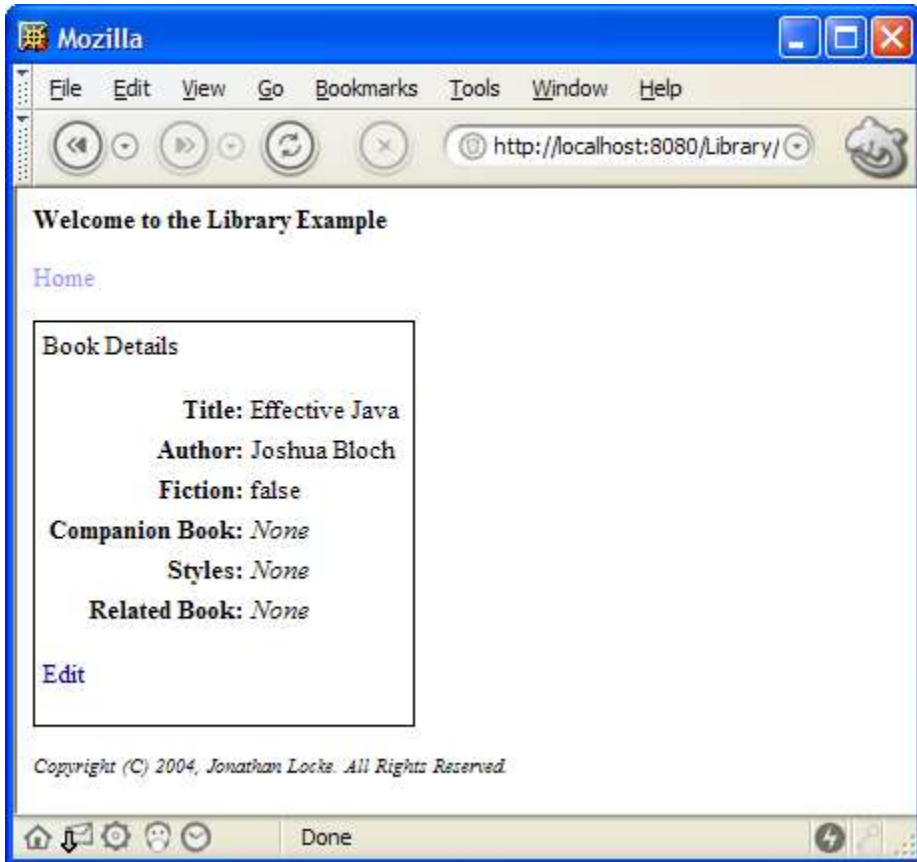 Mozilla
File Edit View Go Bookmarks Tools Window Help
http://localhost:8080/Library/
Welcome to the Library Example
Home
Book Details
Title: Effective Java
Author: Joshua Bloch
Fiction: false
Companion Book: None
Styles: None
Related Book: None
Edit
Copyright (C) 2004, Jonathan Locke. All Rights Reserved.
Done